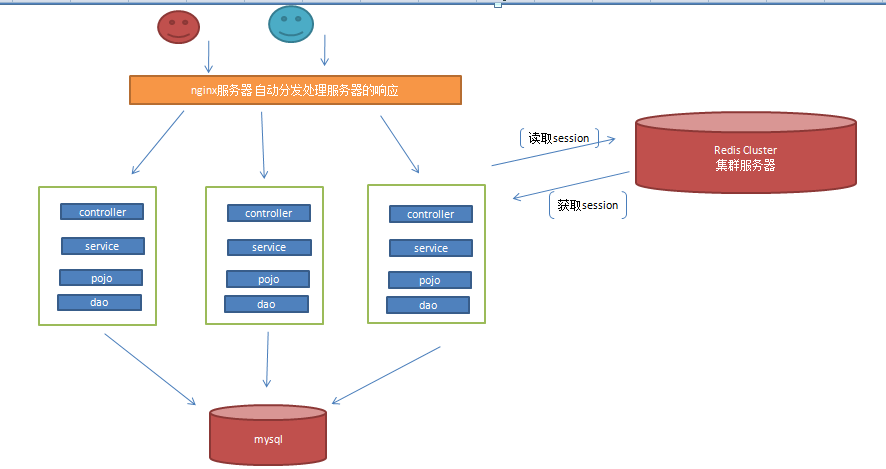 nginx服务器 自动分发处理服务器的响应
读取session
Redis Cluster
集群服务器
获取session
controller
service
pojo
dao
controller
service
pojo
dao
controller
service
pojo
dao
mysql